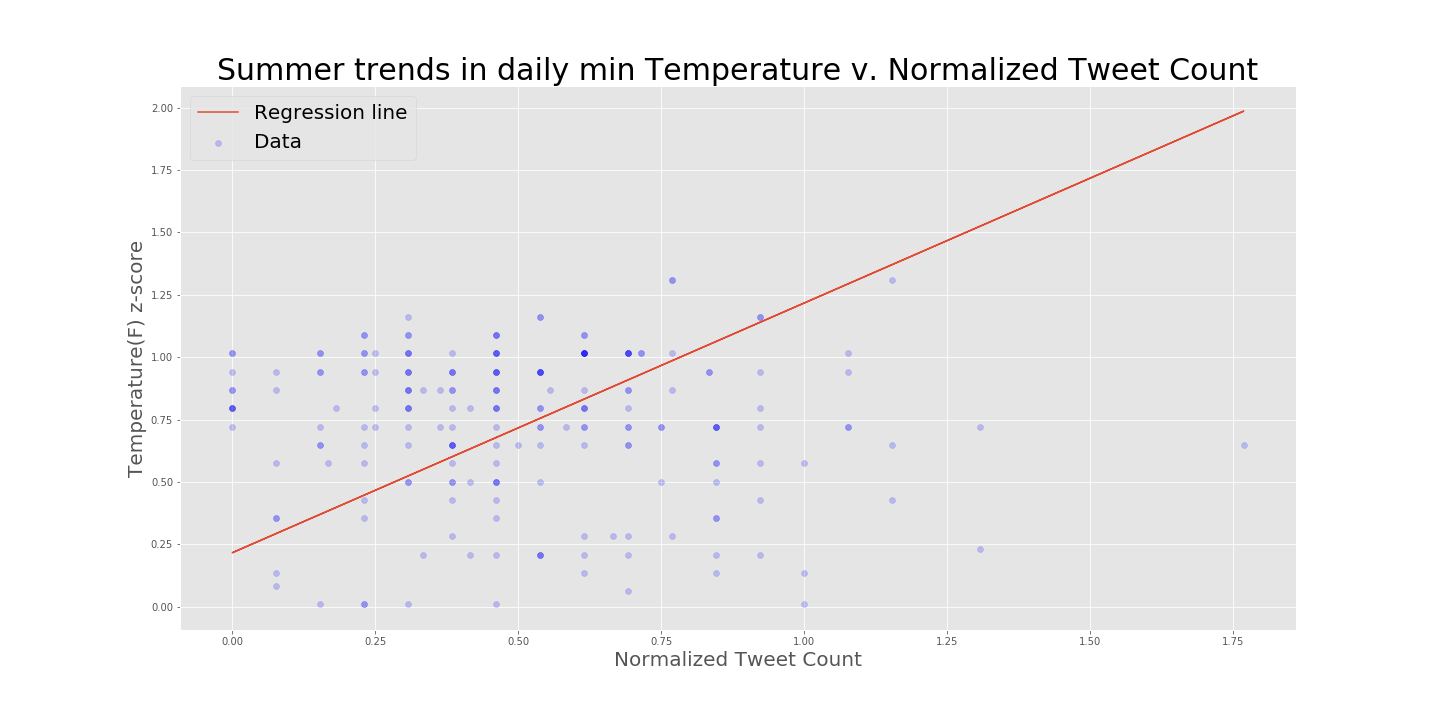 Summer trends in daily min Temperature v. Normalized Tweet Count
Regression line
Data
Temperature(F) z-score
2.00
1.75
1.50
1.25
1.00
0.75
0.50
0.25
0.00
0.00 0.25 0.50 0.75 1.00 1.25 1.50 1.75
Normalized Tweet Count